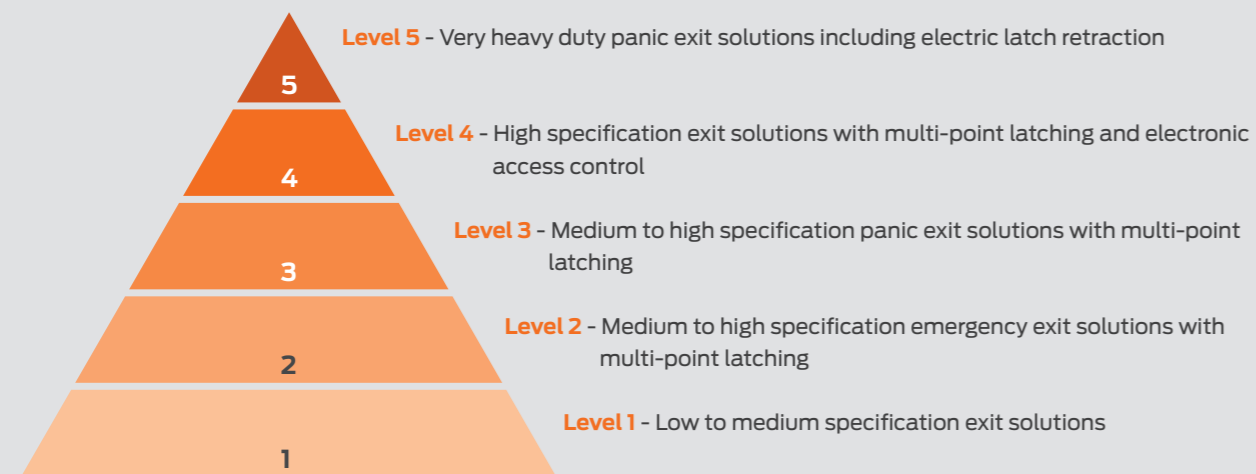 Level 5 - Very heavy duty panic exit solutions including electric latch retraction
5
Level 4 - High specification exit solutions with multi-point latching and electronic
access control
4
Level 3 - Medium to high specification panic exit solutions with multi-point
latching
3
Level 2 - Medium to high specification emergency exit solutions with
multi-point latching
2
Level 1 - Low to medium specification exit solutions
1